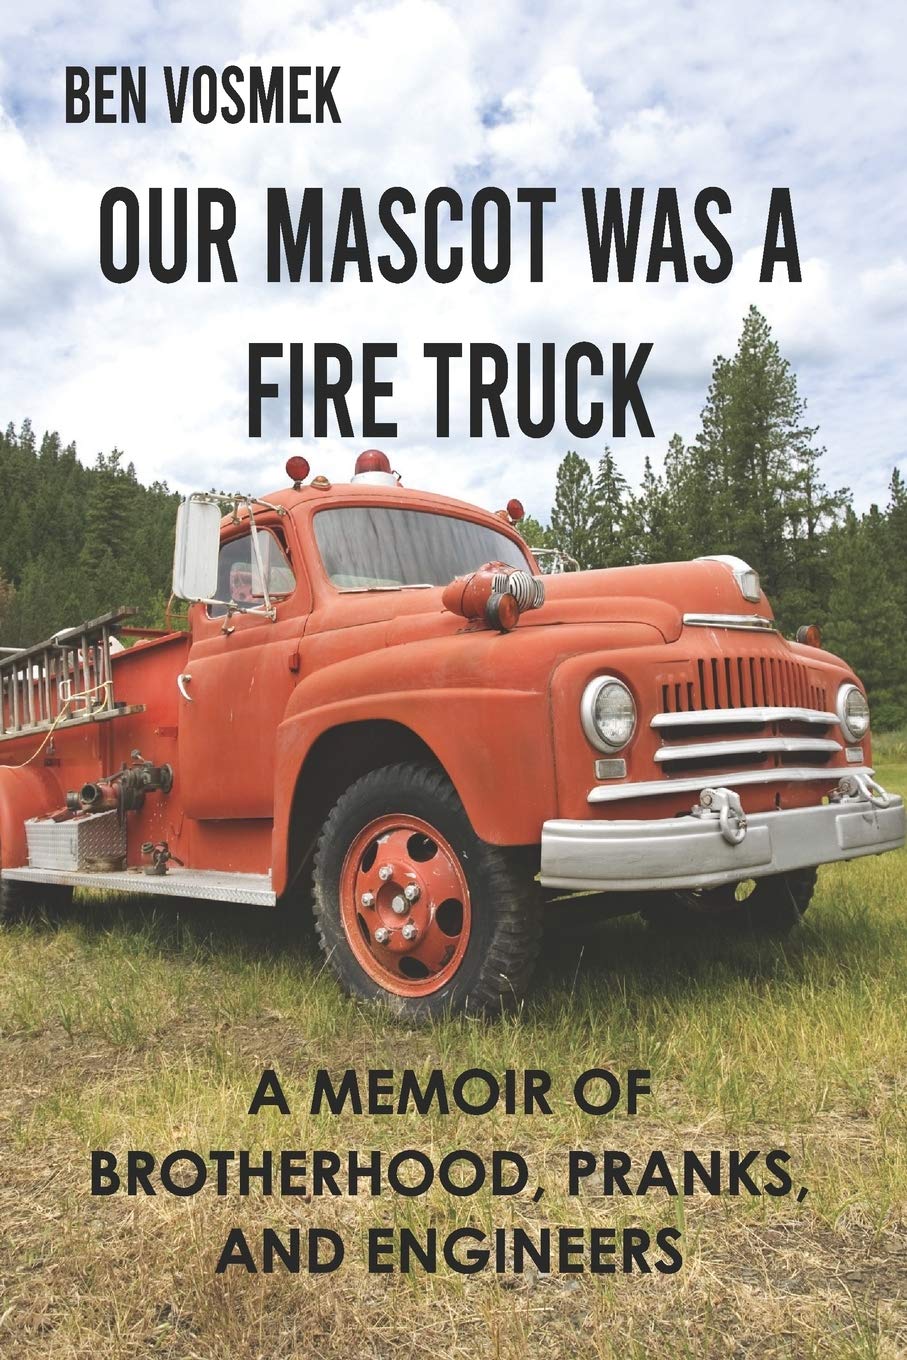 BEN VOSMEK
OUR MASCOT WAS A
FIRE TRUCK
A MEMOIR OF
BROTHERHOOD, PRANKS,
AND ENGINEERS